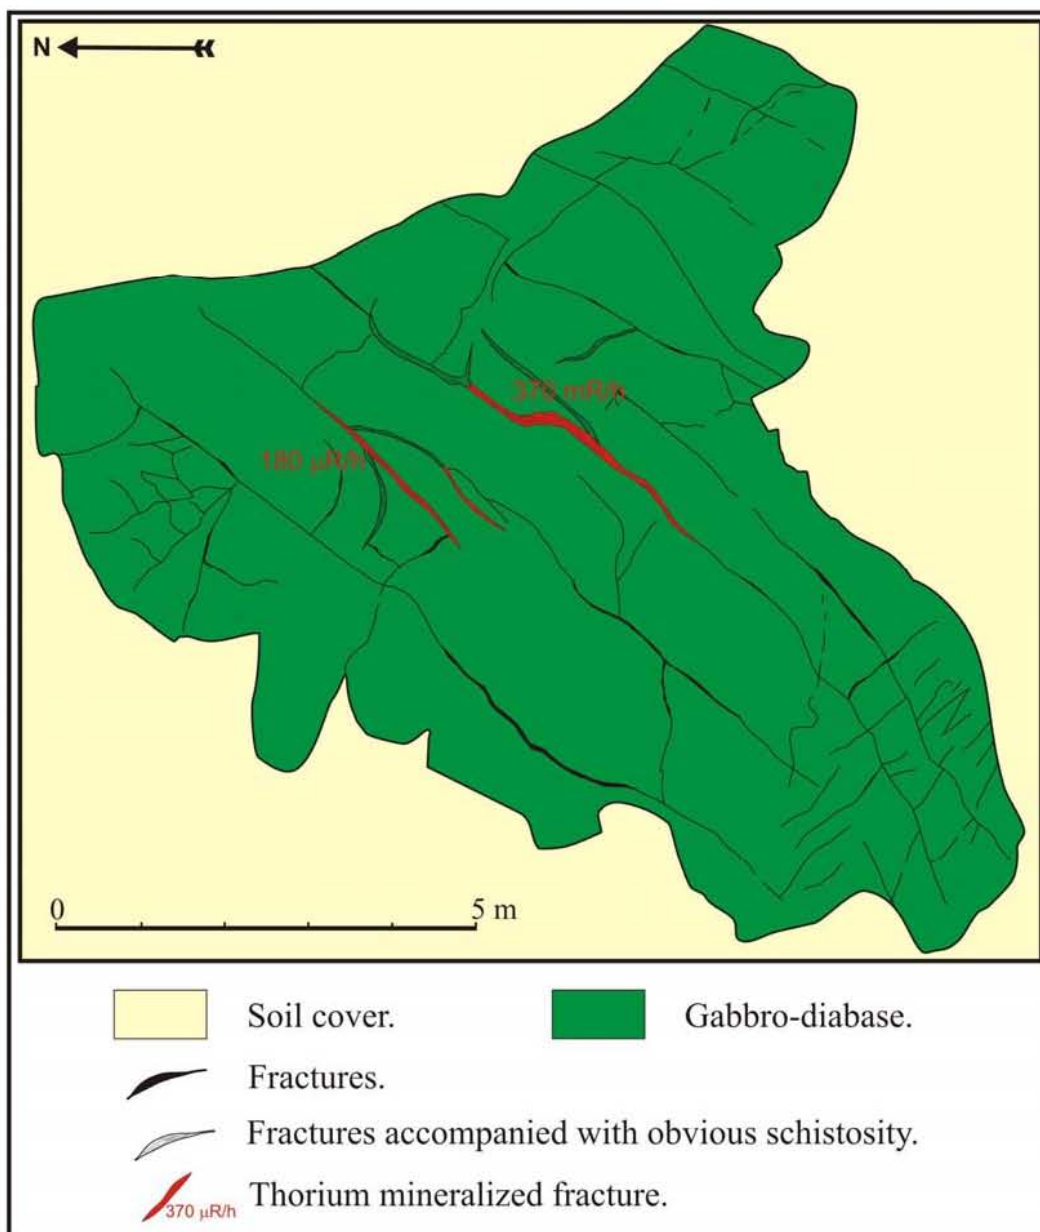 N
370 mR/h
180 μR/h
0 5 m
Soil cover. Gabbro-diabase.
Fractures.
Fractures accompanied with obvious schistosity.
370 μR/h Thorium mineralized fracture.